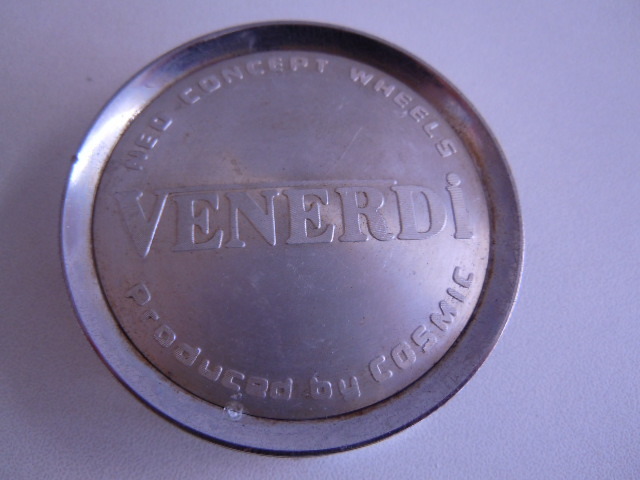 NEO CONCEPT WHEELS
VENERDi
Produced by COSMIC